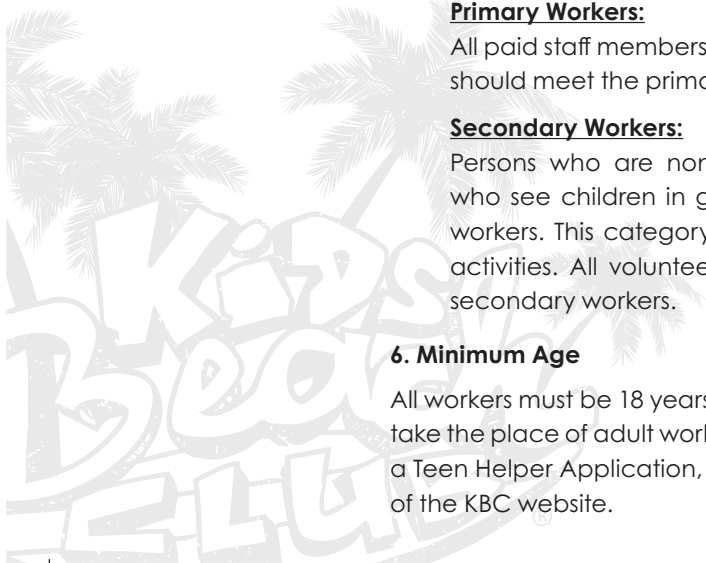 Primary Workers:
All paid staff members
should meet the prima
Secondary Workers:
Persons who are non
who see children in g
workers. This category
activities. All voluntee
secondary workers.
6. Minimum Age
All workers must be 18 years
take the place of adult work
a Teen Helper Application,
of the KBC website.
KiDS
Beach
CLUB
®